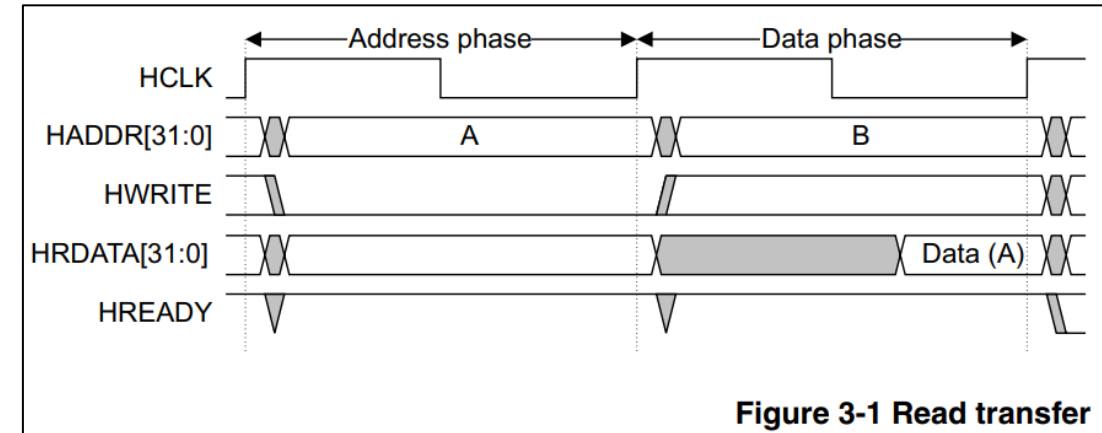 Address phase Data phase
HCLK
HADDR[31:0] A B
HWRITE
HRDATA[31:0] Data (A)
HREADY
Figure 3-1 Read transfer